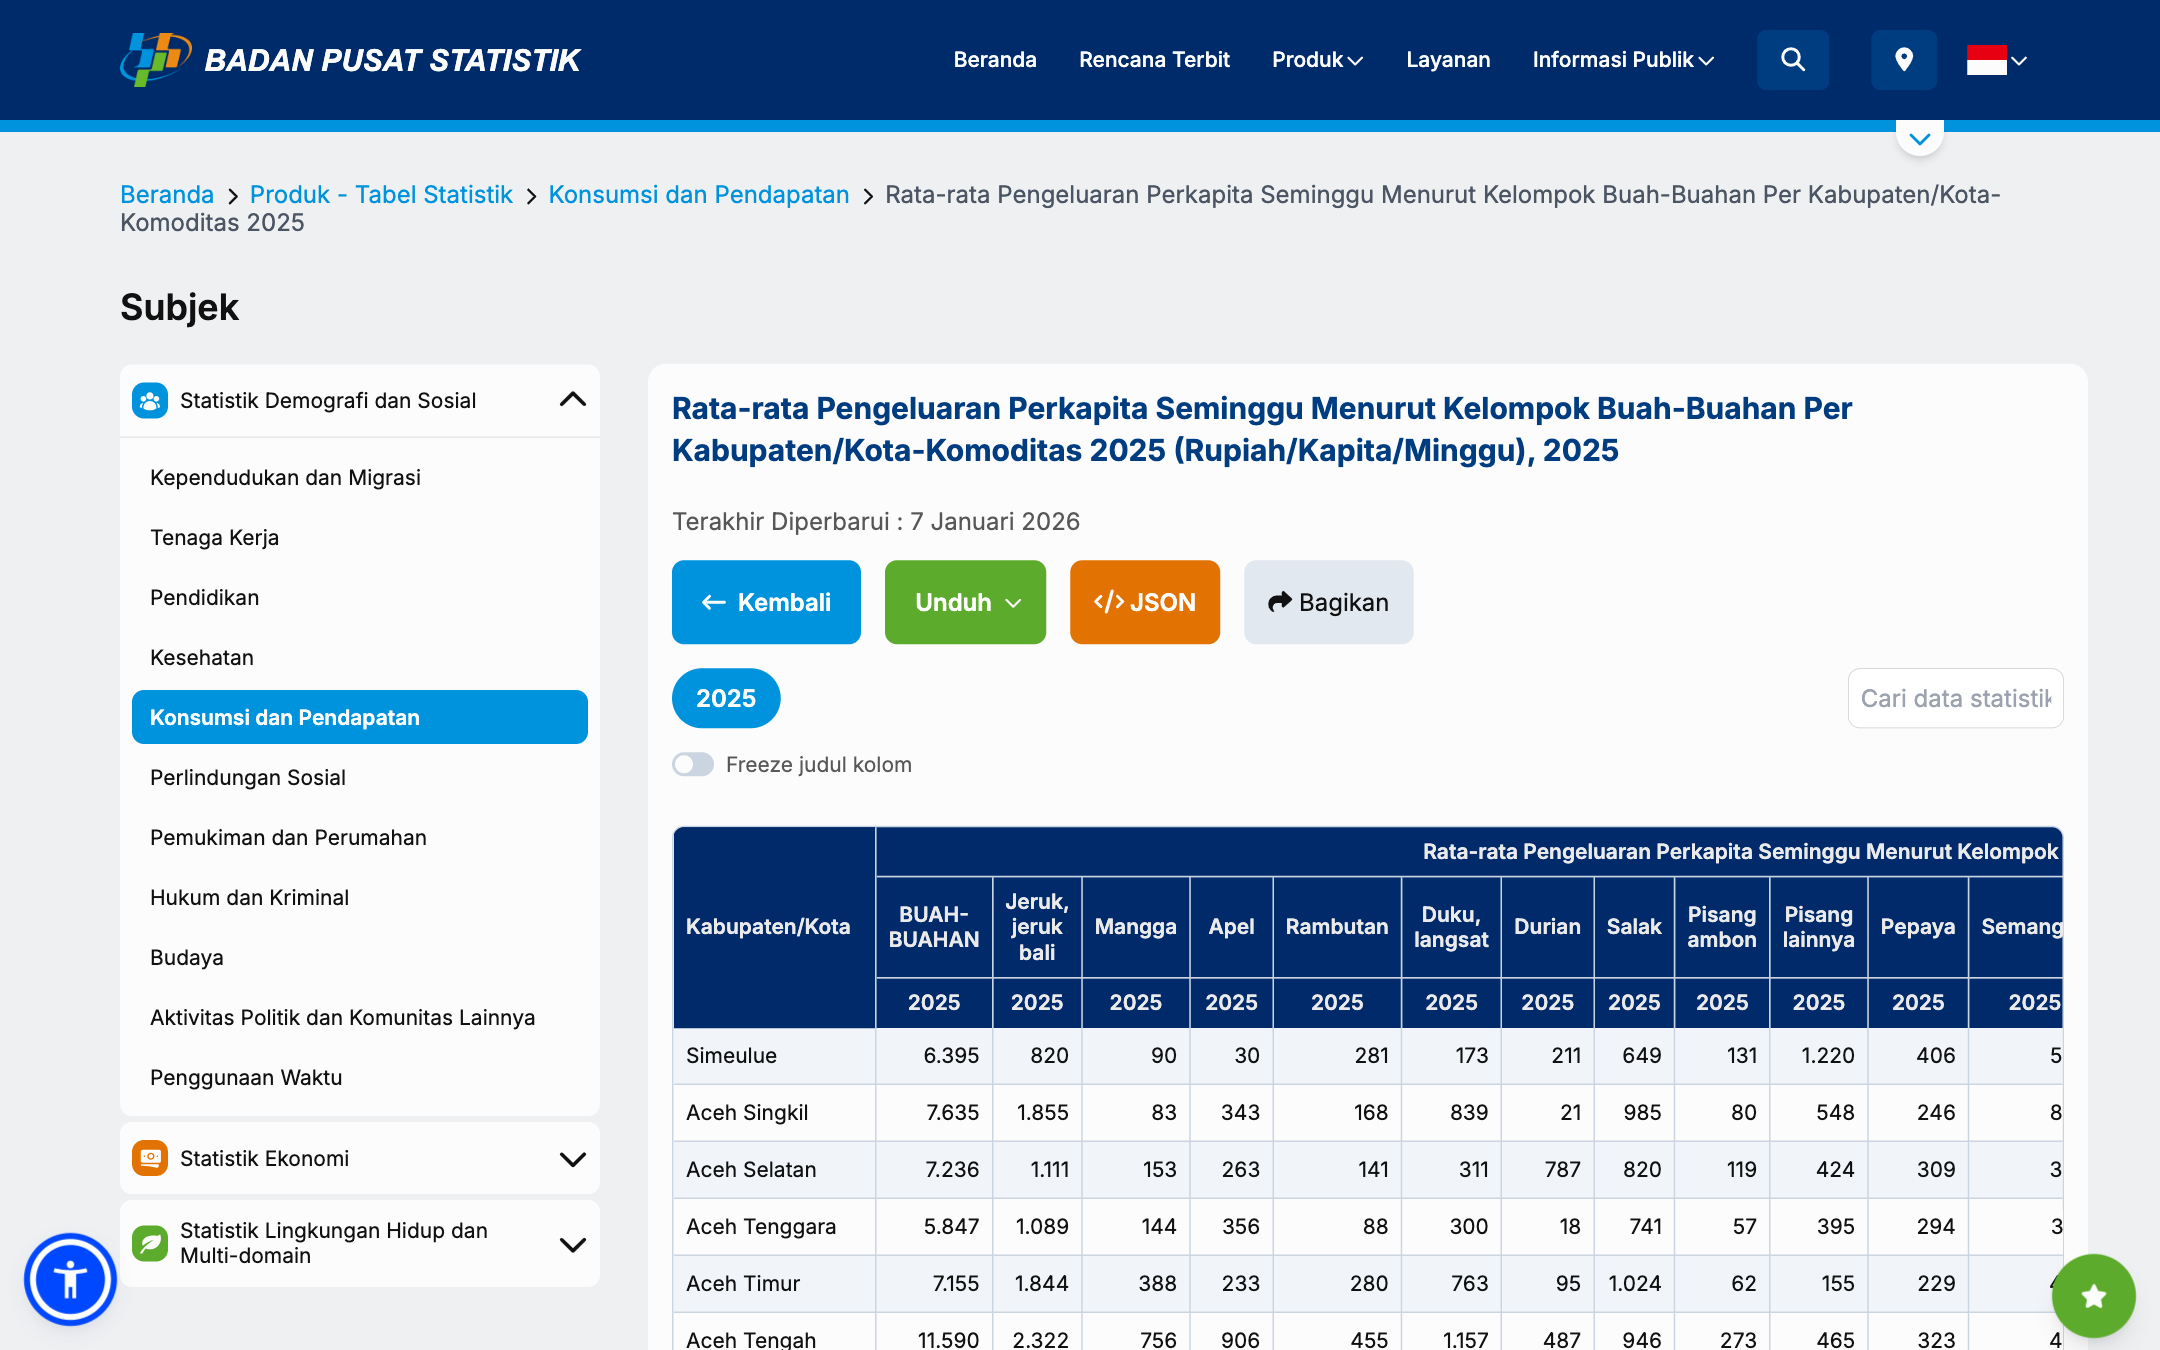 BADAN PUSAT STATISTIK
Beranda
Rencana Terbit
Produk
Layanan
Informasi Publik
Beranda > Produk - Tabel Statistik > Konsumsi dan Pendapatan > Rata-rata Pengeluaran Perkapita Seminggu Menurut Kelompok Buah-Buahan Per Kabupaten/Kota-
Komoditas 2025
Subjek
Statistik Demografi dan Sosial
Kependudukan dan Migrasi
Tenaga Kerja
Pendidikan
Kesehatan
Konsumsi dan Pendapatan
Perlindungan Sosial
Pemukiman dan Perumahan
Hukum dan Kriminal
Budaya
Aktivitas Politik dan Komunitas Lainnya
Penggunaan Waktu
Statistik Ekonomi
Statistik Lingkungan Hidup dan
Multi-domain
Rata-rata Pengeluaran Perkapita Seminggu Menurut Kelompok Buah-Buahan Per
Kabupaten/Kota-Komoditas 2025 (Rupiah/Kapita/Minggu), 2025
Terakhir Diperbarui : 7 Januari 2026
Kembali
Unduh
</> JSON
Bagikan
2025
Cari data statistik
Freeze judul kolom
Rata-rata Pengeluaran Perkapita Seminggu Menurut Kelompok
Kabupaten/Kota
BUAH-
BUAHAN
Jeruk,
jeruk
bali
Mangga
Apel
Rambutan
Duku,
langsat
Durian
Salak
Pisang
ambon
Pisang
lainnya
Pepaya
Semang
2025 2025 2025 2025 2025 2025 2025 2025 2025 2025 2025 2025
Simeulue 6.395 820 90 30 281 173 211 649 131 1.220 406 5
Aceh Singkil 7.635 1.855 83 343 168 839 21 985 80 548 246 8
Aceh Selatan 7.236 1.111 153 263 141 311 787 820 119 424 309 3
Aceh Tenggara 5.847 1.089 144 356 88 300 18 741 57 395 294 3
Aceh Timur 7.155 1.844 388 233 280 763 95 1.024 62 155 229
Aceh Tengah 11.590 2.322 756 906 455 1.157 487 946 273 465 323 4